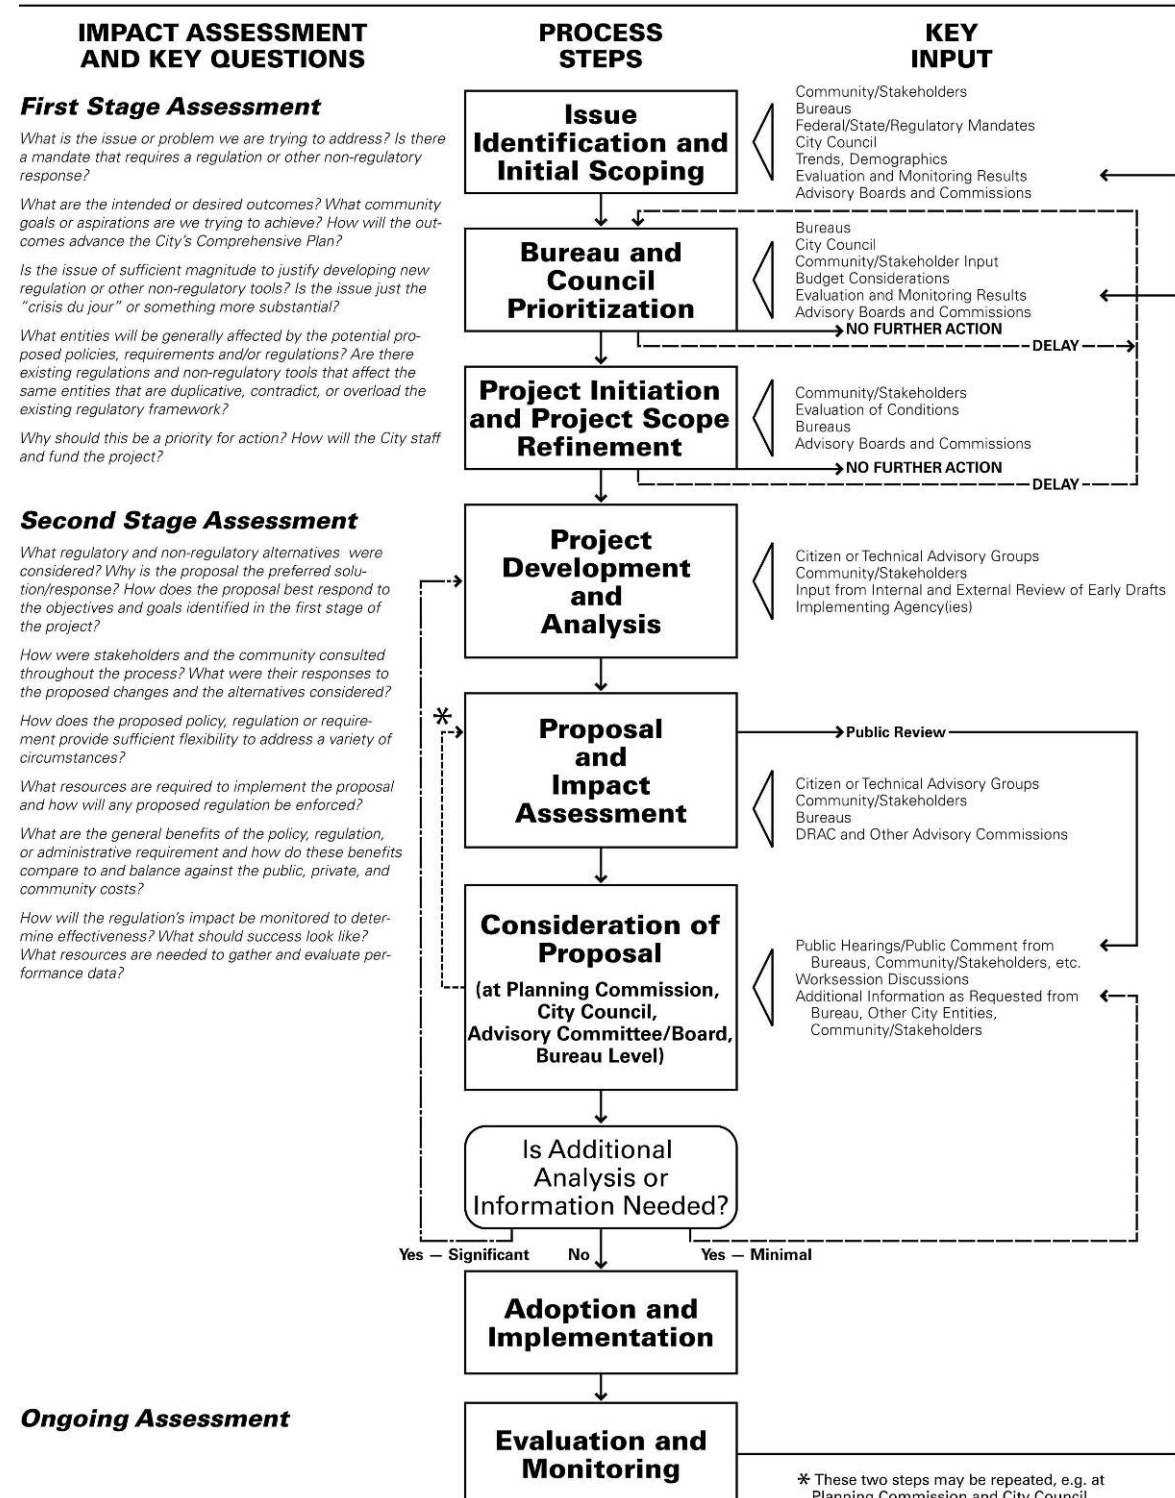 IMPACT ASSESSMENT
AND KEY QUESTIONS
PROCESS
STEPS
KEY
INPUT
First Stage Assessment
What is the issue or problem we are trying to address? Is there
a mandate that requires a regulation or other non-regulatory
response?
What are the intended or desired outcomes? What community
goals or aspirations are we trying to achieve? How will the out-
comes advance the City's Comprehensive Plan?
Is the issue of sufficient magnitude to justify developing new
regulation or other non-regulatory tools? Is the issue just the
"crisis du jour" or something more substantial?
What entities will be generally affected by the potential pro-
posed policies, requirements and/or regulations? Are there
existing regulations and non-regulatory tools that affect the
same entities that are duplicative, contradict, or overload the
existing regulatory framework?
Why should this be a priority for action? How will the City staff
and fund the project?
Issue
Identification and
Initial Scoping
Community/Stakeholders
Bureaus
Federal/State/Regulatory Mandates
City Council
Trends, Demographics
Evaluation and Monitoring Results
Advisory Boards and Commissions
Bureau and
Council
Prioritization
Bureaus
City Council
Community/Stakeholder Input
Budget Considerations
Evaluation and Monitoring Results
Advisory Boards and Commissions
NO FURTHER ACTION
DELAY
Project Initiation
and Project Scope
Refinement
Community/Stakeholders
Evaluation of Conditions
Bureaus
Advisory Boards and Commissions
NO FURTHER ACTION
DELAY
Second Stage Assessment
What regulatory and non-regulatory alternatives were
considered? Why is the proposal the preferred solu-
tion/response? How does the proposal best respond to
the objectives and goals identified in the first stage of
the project?
How were stakeholders and the community consulted
throughout the process? What were their responses to
the proposed changes and the alternatives considered?
How does the proposed policy, regulation or require-
ment provide sufficient flexibility to address a variety of
circumstances?
What resources are required to implement the proposal
and how will any proposed regulation be enforced?
What are the general benefits of the policy, regulation,
or administrative requirement and how do these benefits
compare to and balance against the public, private, and
community costs?
How will the regulation's impact be monitored to deter-
mine effectiveness? What should success look like?
What resources are needed to gather and evaluate per-
formance data?
Project
Development
and
Analysis
Citizen or Technical Advisory Groups
Community/Stakeholders
Input from Internal and External Review of Early Drafts
Implementing Agency(ies)
*
Proposal
and
Impact
Assessment
Public Review
Citizen or Technical Advisory Groups
Community/Stakeholders
Bureaus
DRAC and Other Advisory Commissions
Consideration of
Proposal
(at Planning Commission,
City Council,
Advisory Committee/Board,
Bureau Level)
Public Hearings/Public Comment from
Bureaus, Community/Stakeholders, etc.
Worksession Discussions
Additional Information as Requested from
Bureau, Other City Entities,
Community/Stakeholders
Is Additional
Analysis or
Information Needed?
Yes — Significant
No
Yes — Minimal
Adoption and
Implementation
Ongoing Assessment
Evaluation and
Monitoring
* These two steps may be repeated, e.g. at
Planning Commission and City Council